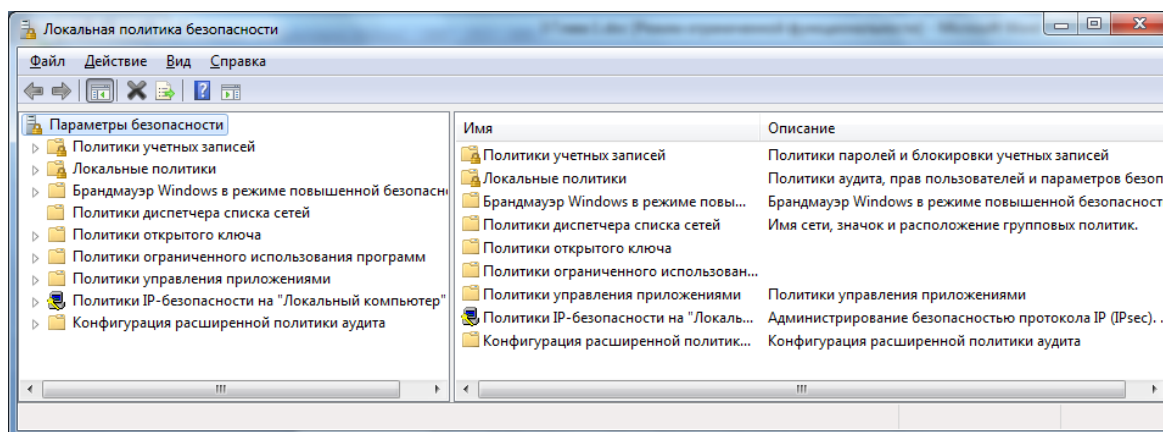 Локальная политика безопасности
Файл Действие Вид Справка
Параметры безопасности
Политики учетных записей
Локальные политики
Брандмауэр Windows в режиме повышенной безопасн
Политики диспетчера списка сетей
Политики открытого ключа
Политики ограниченного использования программ
Политики управления приложениями
Политики IP-безопасности на "Локальный компьютер"
Конфигурация расширенной политики аудита
Имя Описание
Политики учетных записей Политики паролей и блокировки учетных записей
Локальные политики Политики аудита, прав пользователей и параметров безоп
Брандмауэр Windows в режиме повы... Брандмауэр Windows в режиме повышенной безопасност
Политики диспетчера списка сетей Имя сети, значок и расположение групповых политик.
Политики открытого ключа
Политики ограниченного использован...
Политики управления приложениями Политики управления приложениями
Политики IP-безопасности на "Локаль... Администрирование безопасностью протокола IP (IPsec). .
Конфигурация расширенной политик... Конфигурация расширенной политики аудита